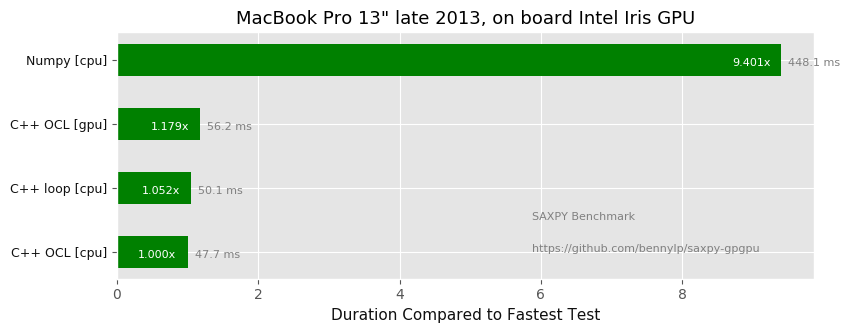 MacBook Pro 13" late 2013, on board Intel Iris GPU
Numpy [cpu]
9.401x
448.1 ms
C++ OCL [gpu]
1.179x
56.2 ms
C++ loop [cpu]
1.052x
50.1 ms
SAXPY Benchmark
C++ OCL [cpu]
1.000x
47.7 ms
https://github.com/bennylp/saxpy-gpgpu
0 2 4 6 8
Duration Compared to Fastest Test